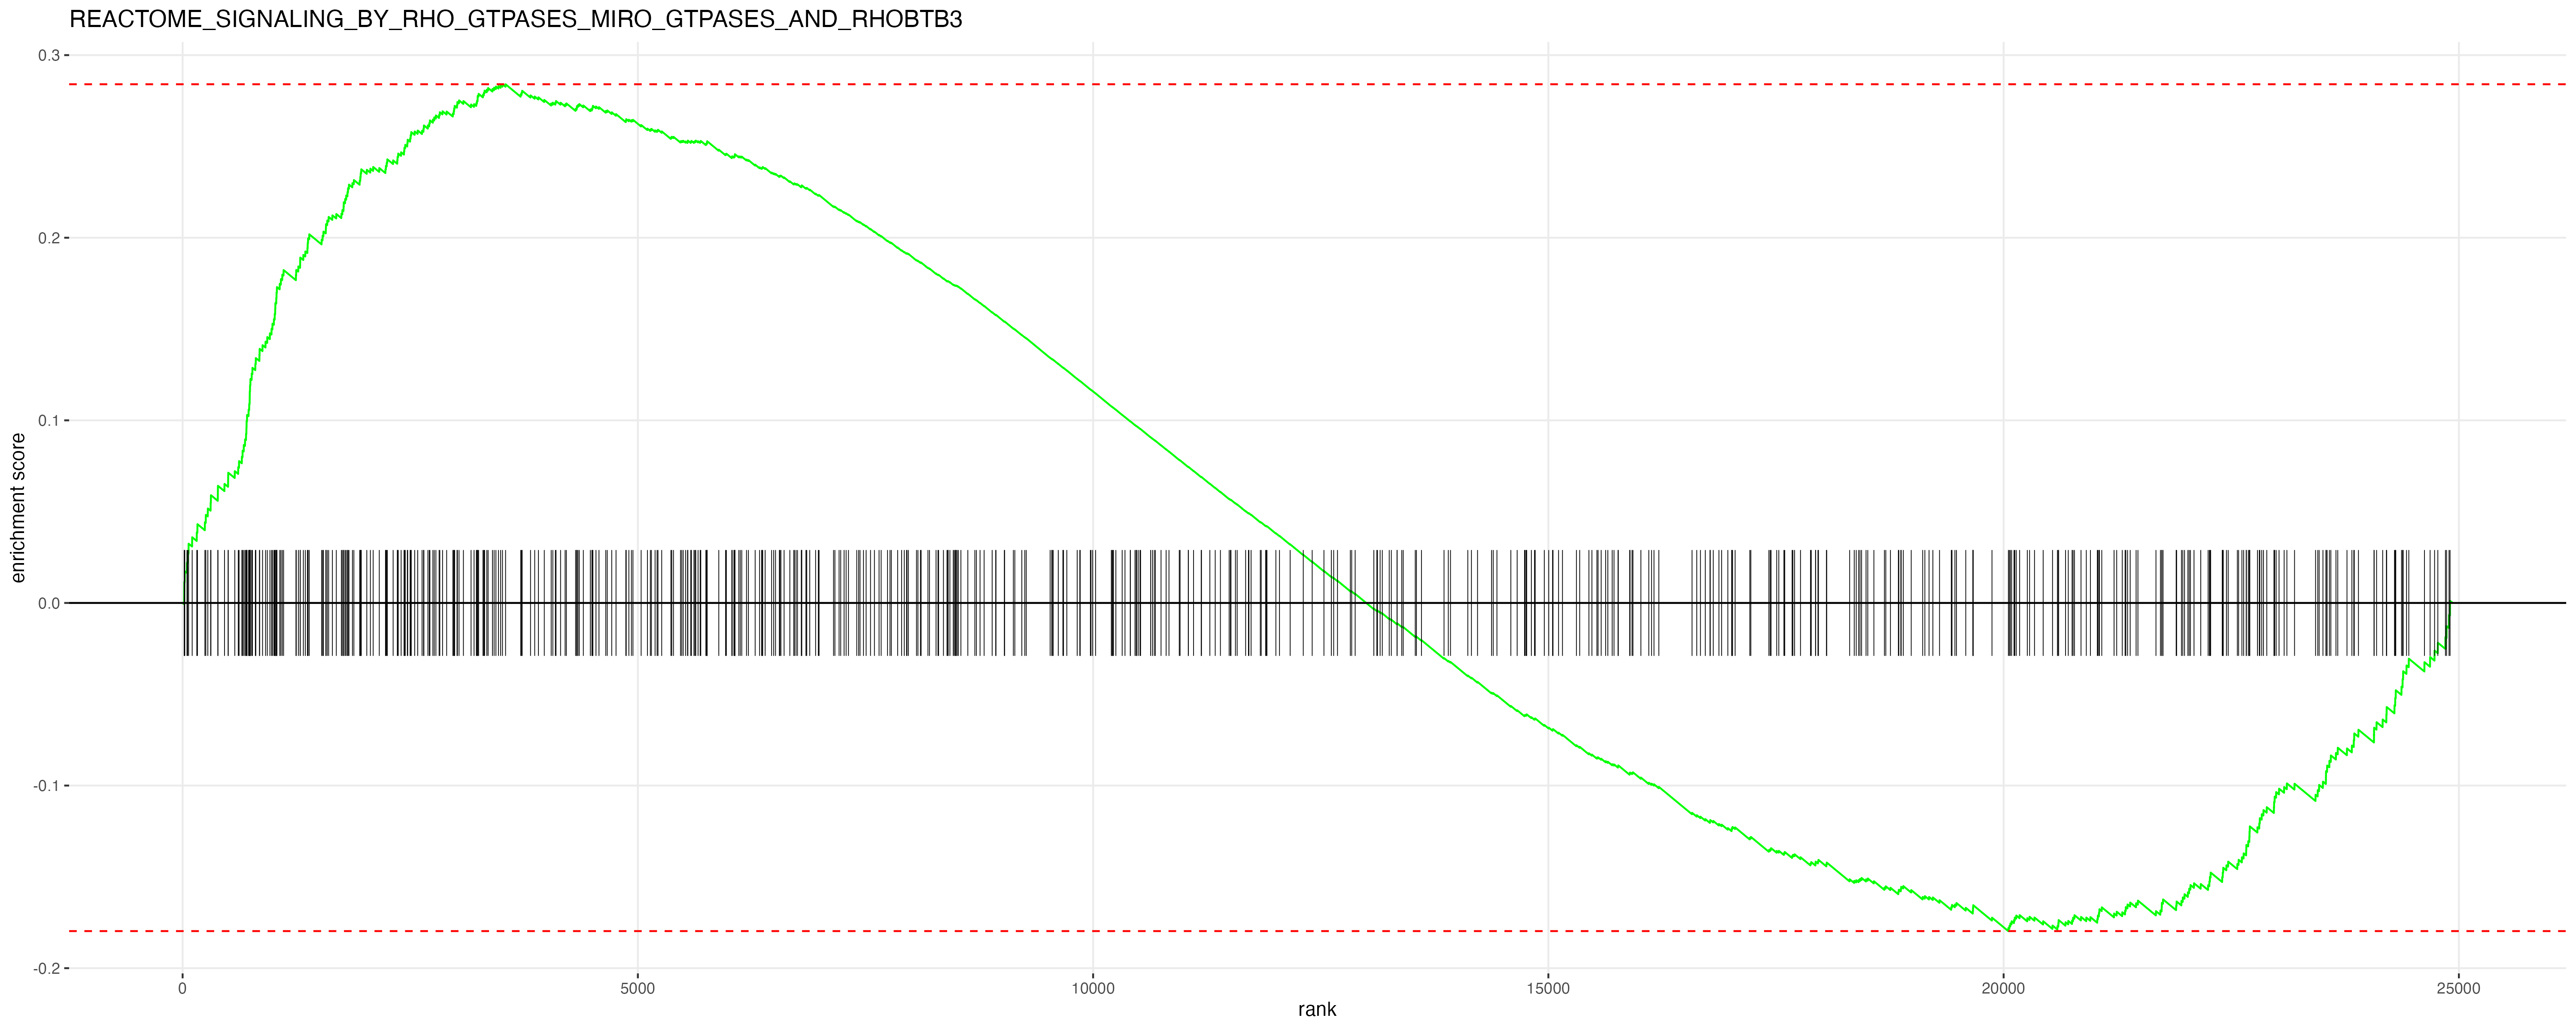 REACTOME_SIGNALING_BY_RHO_GTPASES_MIRO_GTPASES_AND_RHOBTB3
0.3
0.2
0.1
0.0
-0.1
-0.2
enrichment score
0 5000 10000 15000 20000 25000
rank